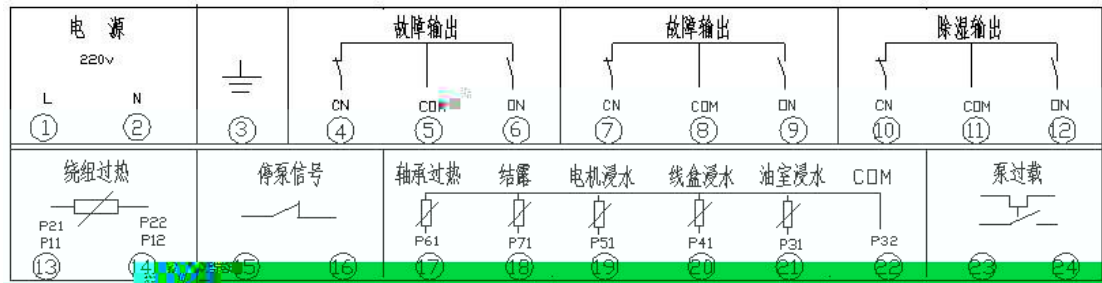 电 源 故障输出 故障输出 除湿输出
220v
L N CN COM ON CN COM ON CN COM ON
① ② ③ ④ ⑤ ⑥ ⑦ ⑧ ⑨ ⑩ ⑪ ⑫
绕组过热 停泵信号 轴承过热 结露 电机浸水 线盒浸水 油室浸水 COM 泵过载
P21 P22
P11 P12 P61 P71 P51 P41 P31 P32
⑬ ⑭ ⑮ ⑯ ⑰ ⑱ ⑲ ⑳ ㉑ ㉒ ㉓ ㉔